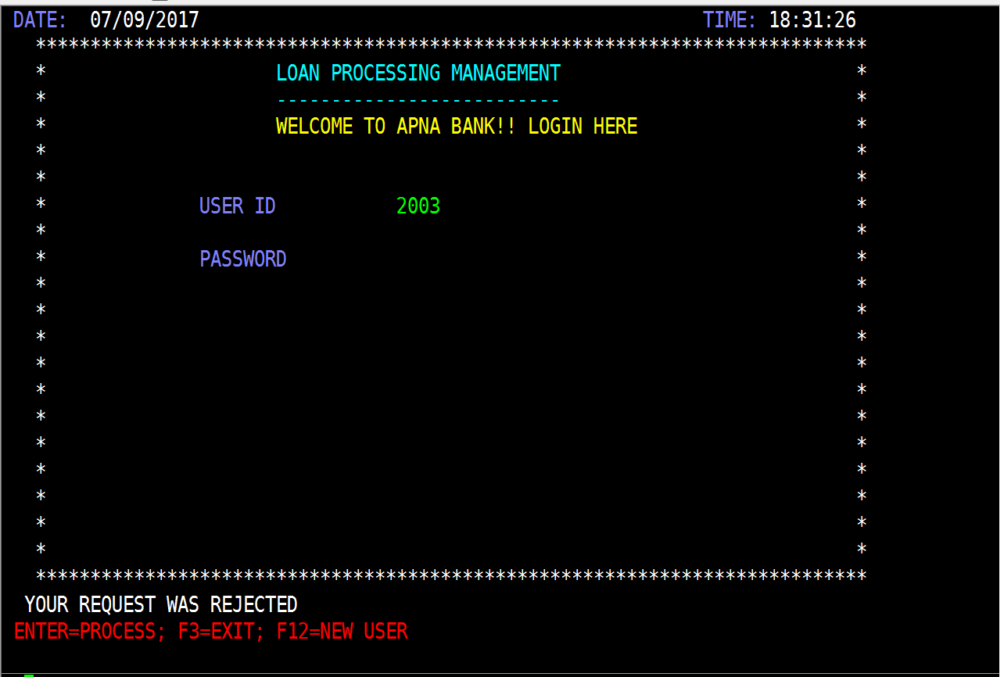 DATE: 07/09/2017 TIME: 18:31:26
****************************************************************************
* LOAN PROCESSING MANAGEMENT *
* -------------------------- *
* WELCOME TO APNA BANK!! LOGIN HERE *
* *
* *
* USER ID 2003 *
* *
* PASSWORD *
* *
* *
* *
* *
* *
* *
* *
* *
* *
* *
* *
****************************************************************************
YOUR REQUEST WAS REJECTED
ENTER=PROCESS; F3=EXIT; F12=NEW USER